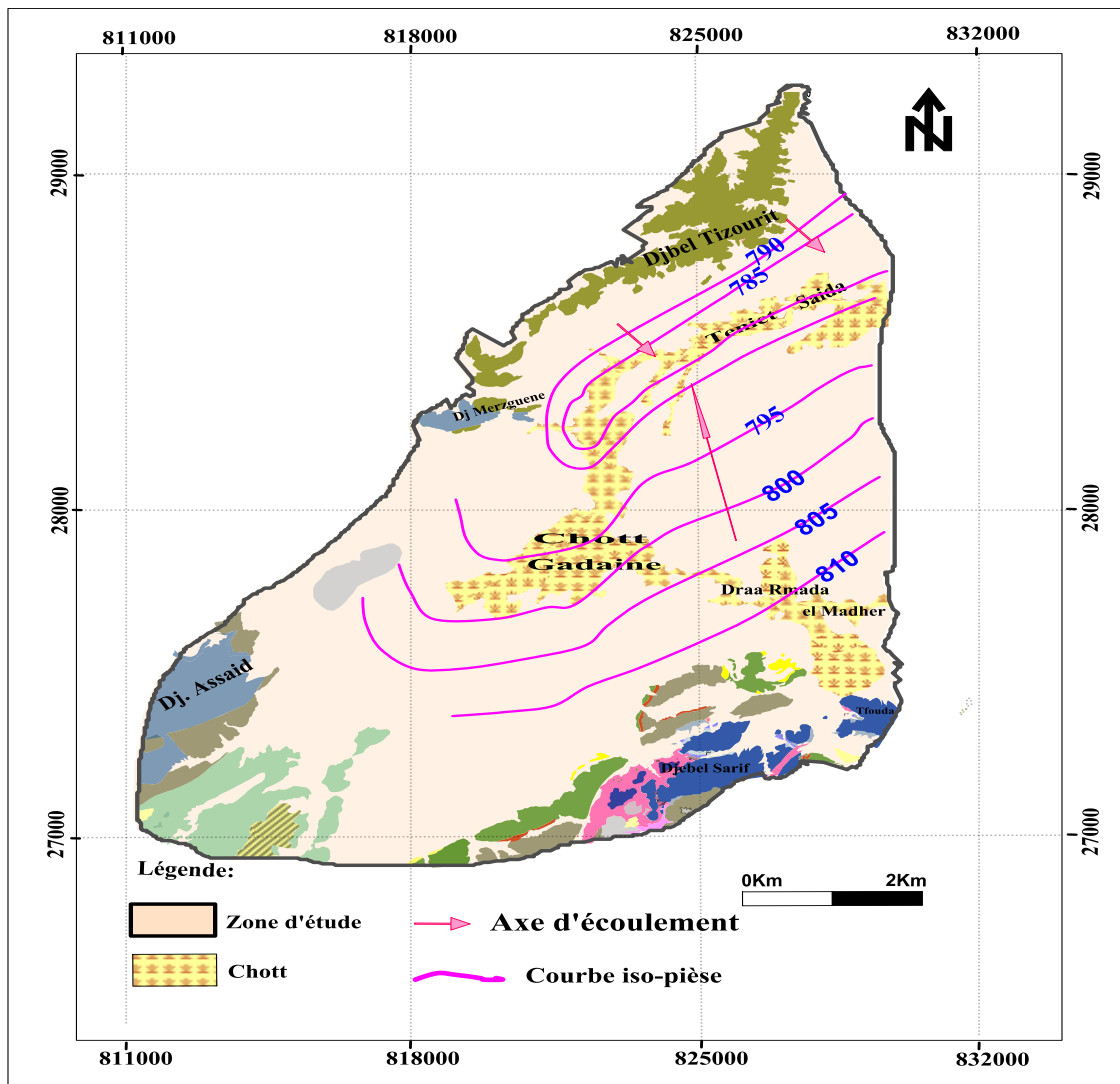 811000
818000
825000
832000
N
29000
29000
Djbel Tizourit
790
785
Teniet Saida
Dj Merzguene
795
800
28000
28000
805
Chott
Gadaine
810
Draa Rmada
el Madher
Dj. Assaid
Tfouda
Djebel Sarif
27000
27000
Légende:
0Km
2Km
Zone d'étude
Axe d'écoulement
Chott
Courbe iso-pièse
811000
818000
825000
832000